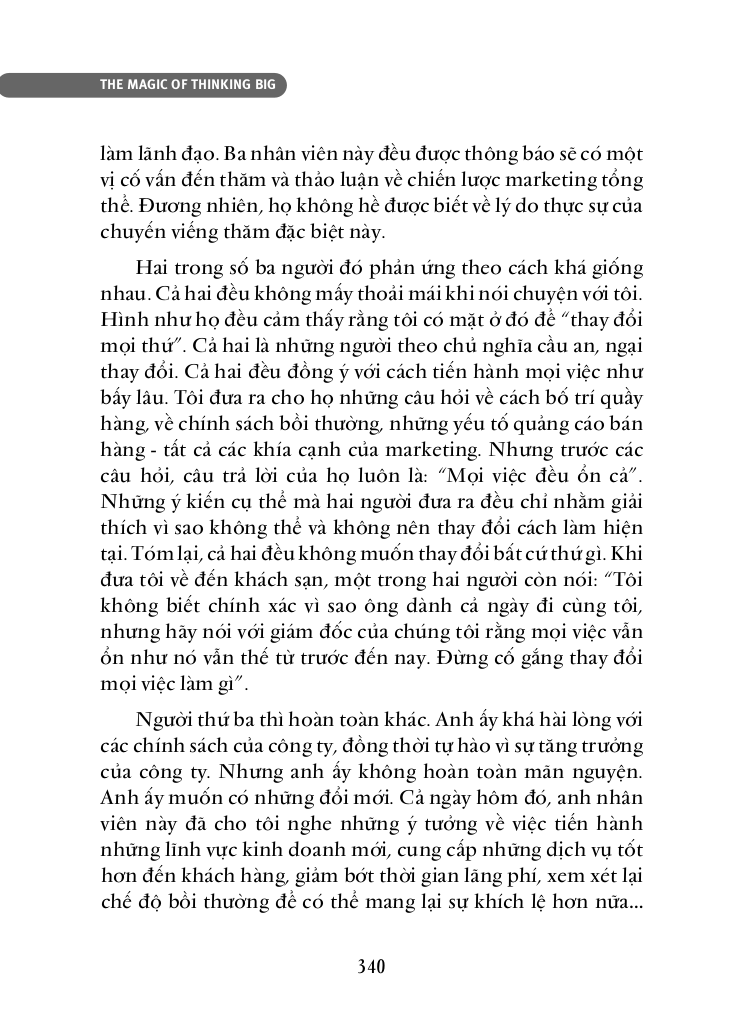 THE MAGIC OF THINKING BIG
làm lãnh đạo. Ba nhân viên này đều được thông báo sẽ có một
vị cố vấn đến thăm và thảo luận về chiến lược marketing tổng
thể. Đương nhiên, họ không hề được biết về lý do thực sự của
chuyến viếng thăm đặc biệt này.
Hai trong số ba người đó phản ứng theo cách khá giống
nhau. Cả hai đều không mấy thoải mái khi nói chuyện với tôi.
Hình như họ đều cảm thấy rằng tôi có mặt ở đó để “thay đổi
mọi thứ”. Cả hai là những người theo chủ nghĩa cầu an, ngại
thay đổi. Cả hai đều đồng ý với cách tiến hành mọi việc như
bấy lâu. Tôi đưa ra cho họ những câu hỏi về cách bố trí quầy
hàng, về chính sách bồi thường, những yếu tố quảng cáo bán
hàng - tất cả các khía cạnh của marketing. Nhưng trước các
câu hỏi, câu trả lời của họ luôn là: “Mọi việc đều ổn cả”.
Những ý kiến cụ thể mà hai người đưa ra đều chỉ nhằm giải
thích vì sao không thể và không nên thay đổi cách làm hiện
tại. Tóm lại, cả hai đều không muốn thay đổi bất cứ thứ gì. Khi
đưa tôi về đến khách sạn, một trong hai người còn nói: “Tôi
không biết chính xác vì sao ông dành cả ngày đi cùng tôi,
nhưng hãy nói với giám đốc của chúng tôi rằng mọi việc vẫn
ổn như nó vẫn thế từ trước đến nay. Đừng cố gắng thay đổi
mọi việc làm gì”.
Người thứ ba thì hoàn toàn khác. Anh ấy khá hài lòng với
các chính sách của công ty, đồng thời tự hào vì sự tăng trưởng
của công ty. Nhưng anh ấy không hoàn toàn mãn nguyện.
Anh ấy muốn có những đổi mới. Cả ngày hôm đó, anh nhân
viên này đã cho tôi nghe những ý tưởng về việc tiến hành
những lĩnh vực kinh doanh mới, cung cấp những dịch vụ tốt
hơn đến khách hàng, giảm bớt thời gian lãng phí, xem xét lại
chế độ bồi thường để có thể mang lại sự khích lệ hơn nữa...
340